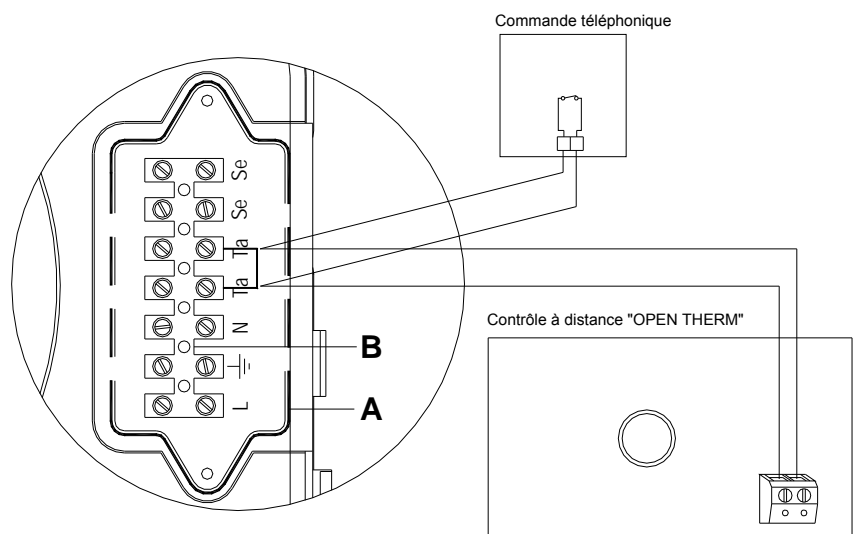 Commande téléphonique
Se
Se
Ta
Ta
N
L
B
A
Contrôle à distance "OPEN THERM"